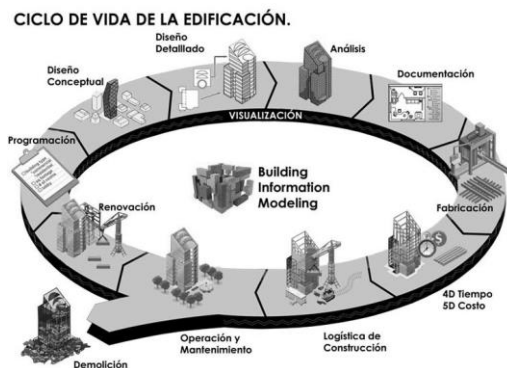 CICLO DE VIDA DE LA EDIFICACIÓN.
Diseño
Detalllado
Análisis
Diseño
Conceptual
Documentación
VISUALIZACIÓN
Programación
Building
Information
Modeling
Renovación
Fabricación
4D Tiempo
5D Costo
Operación y
Mantenimiento
Logística de
Construcción
Demolición